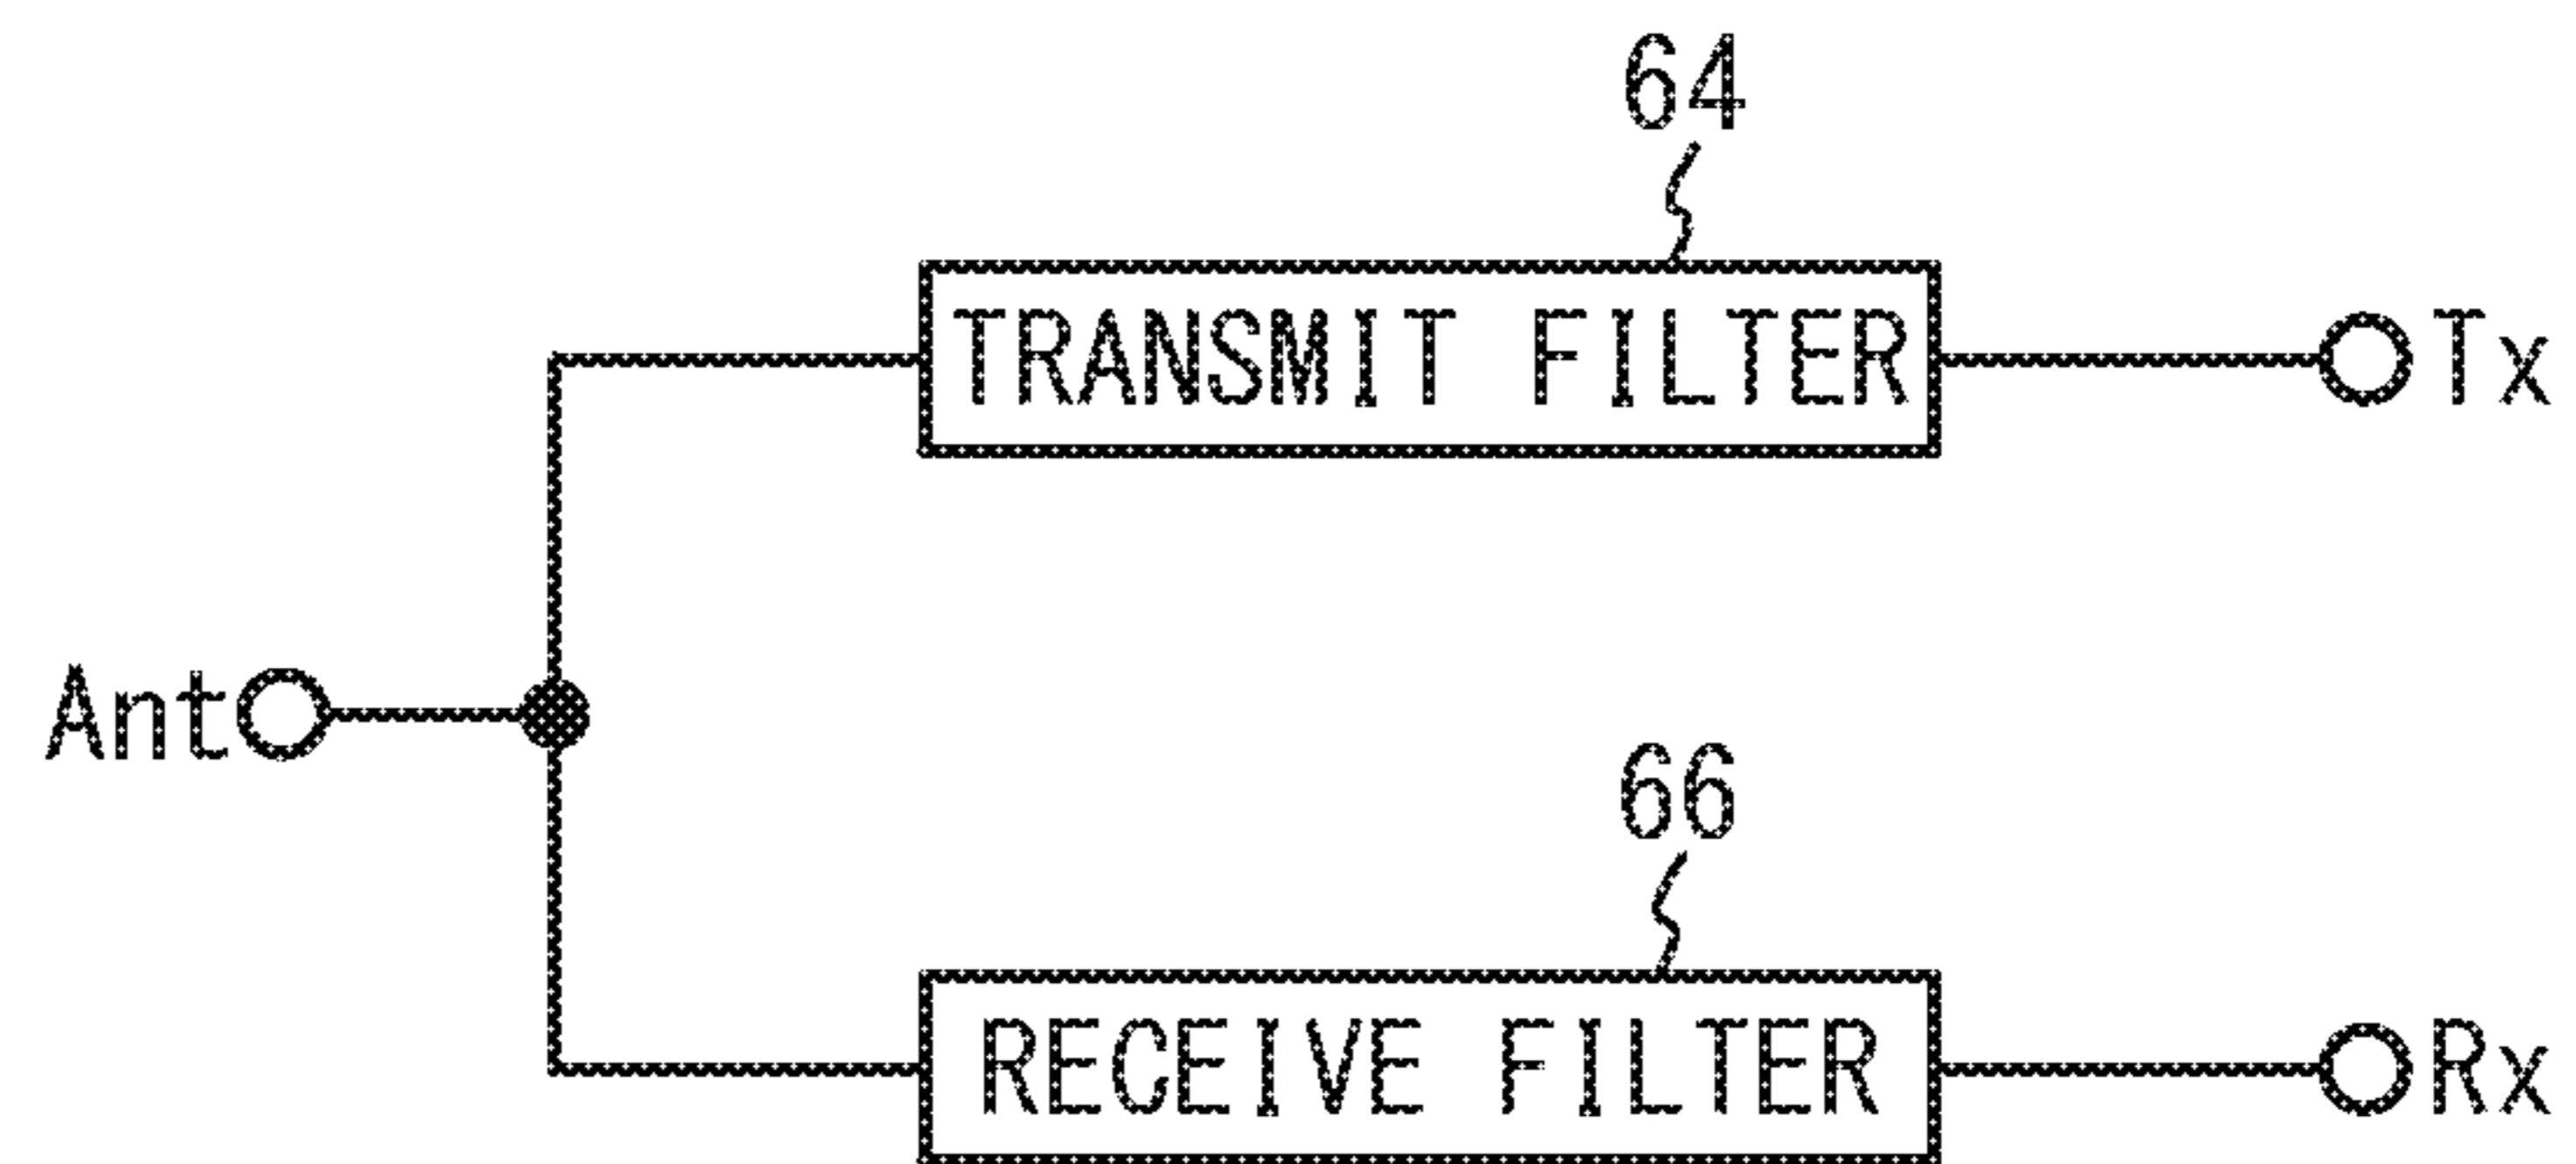 64
TRANSMIT FILTER
Tx
Ant
66
RECEIVE FILTER
Rx